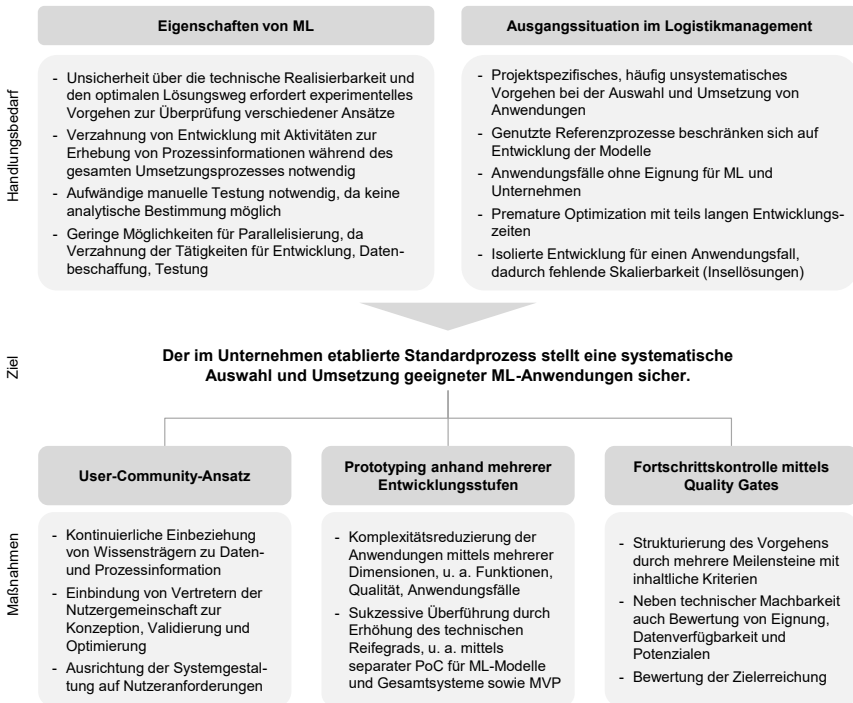 Eigenschaften von ML
Ausgangssituation im Logistikmanagement
Handlungsbedarf
- Unsicherheit über die technische Realisierbarkeit und
den optimalen Lösungsweg erfordert experimentelles
Vorgehen zur Überprüfung verschiedener Ansätze
- Verzahnung von Entwicklung mit Aktivitäten zur
Erhebung von Prozessinformationen während des
gesamten Umsetzungsprozesses notwendig
- Aufwändige manuelle Testung notwendig, da keine
analytische Bestimmung möglich
- Geringe Möglichkeiten für Parallelisierung, da
Verzahnung der Tätigkeiten für Entwicklung, Daten-
beschaffung, Testung
- Projektspezifisches, häufig unsystematisches
Vorgehen bei der Auswahl und Umsetzung von
Anwendungen
- Genutzte Referenzprozesse beschränken sich auf
Entwicklung der Modelle
- Anwendungsfälle ohne Eignung für ML und
Unternehmen
- Premature Optimization mit teils langen Entwicklungs-
zeiten
- Isolierte Entwicklung für einen Anwendungsfall,
dadurch fehlende Skalierbarkeit (Insellösungen)
Ziel
Der im Unternehmen etablierte Standardprozess stellt eine systematische
Auswahl und Umsetzung geeigneter ML-Anwendungen sicher.
Maßnahmen
User-Community-Ansatz
- Kontinuierliche Einbeziehung
von Wissensträgern zu Daten-
und Prozessinformation
- Einbindung von Vertretern der
Nutzergemeinschaft zur
Konzeption, Validierung und
Optimierung
- Ausrichtung der Systemgestal-
tung auf Nutzeranforderungen
Prototyping anhand mehrerer
Entwicklungsstufen
- Komplexitätsreduzierung der
Anwendungen mittels mehrerer
Dimensionen, u. a. Funktionen,
Qualität, Anwendungsfälle
- Sukzessive Überführung durch
Erhöhung des technischen
Reifegrads, u. a. mittels
separater PoC für ML-Modelle
und Gesamtsysteme sowie MVP
Fortschrittskontrolle mittels
Quality Gates
- Strukturierung des Vorgehens
durch mehrere Meilensteine mit
inhaltliche Kriterien
- Neben technischer Machbarkeit
auch Bewertung von Eignung,
Datenverfügbarkeit und
Potenzialen
- Bewertung der Zielerreichung